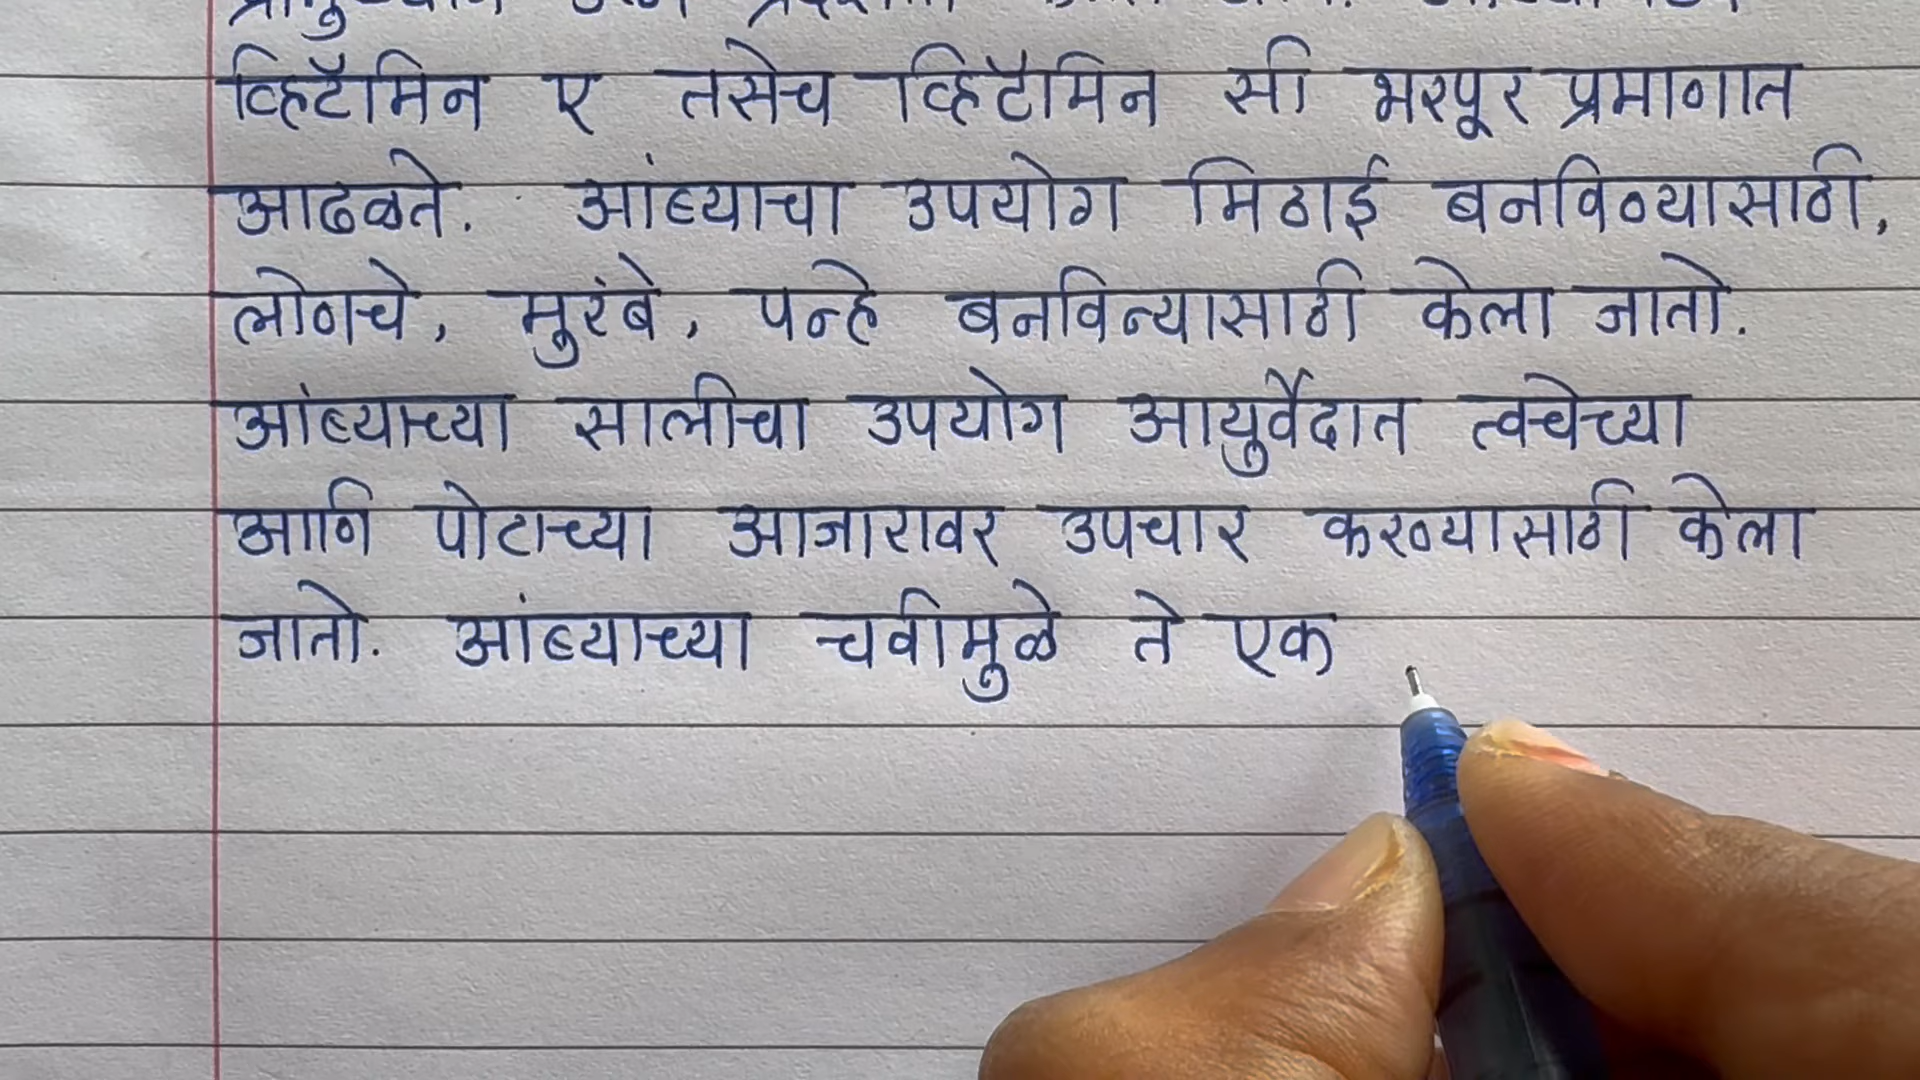 व्हिटॅमिन ए तसेच व्हिटॅमिन सी भरपूर प्रमाणात
आढळते. आंब्याचा उपयोग मिठाई बनविण्यासाठी,
लोणचे, मुरंबे, पन्हे बनविन्यासाठी केला जातो.
आंब्याच्या सालीचा उपयोग आयुर्वेदात त्वचेच्या
आणि पोटाच्या आजारावर उपचार करण्यासाठी केला
जातो. आंब्याच्या चवीमुळे ते एक